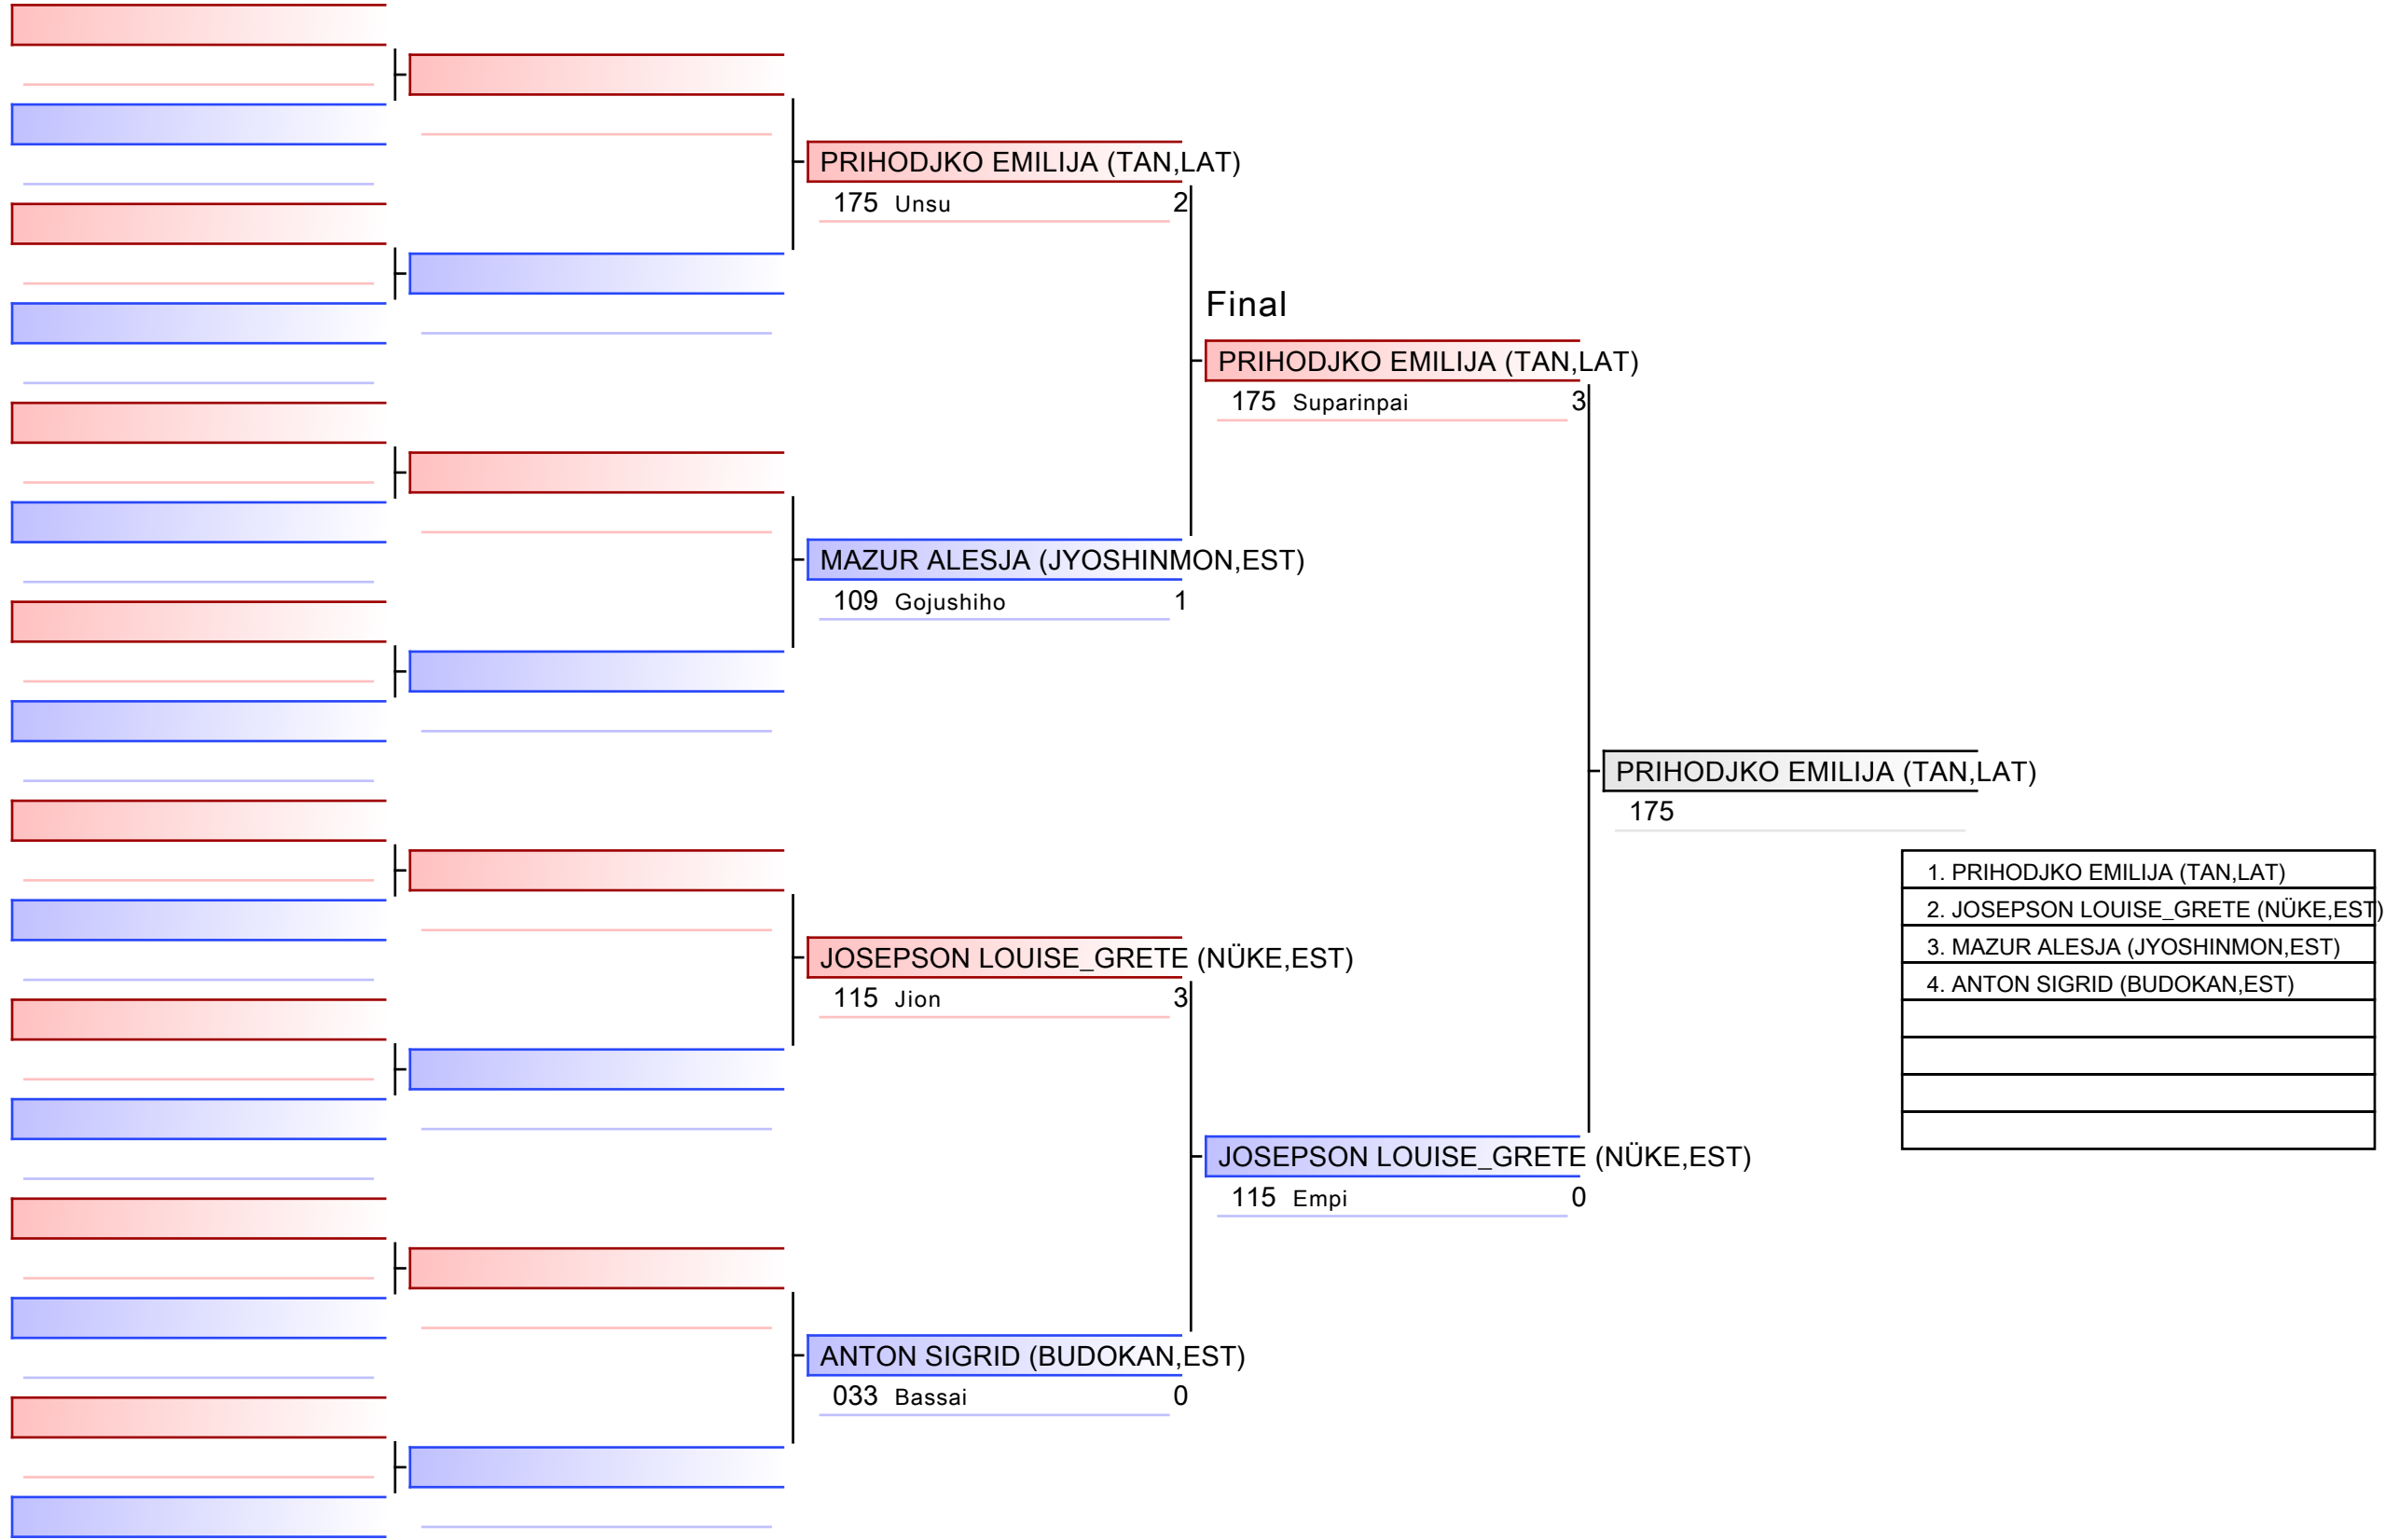 PRIHODJKO EMILIJA (TAN,LAT)
175 Unsu 2
Final
PRIHODJKO EMILIJA (TAN,LAT)
175 Suparinpai 3
MAZUR ALESJA (JYOSHINMON,EST)
109 Gojushiho 1
PRIHODJKO EMILIJA (TAN,LAT)
175
1. PRIHODJKO EMILIJA (TAN,LAT)
2. JOSEPSON LOUISE_GRETE (NÜKE,EST)
3. MAZUR ALESJA (JYOSHINMON,EST)
4. ANTON SIGRID (BUDOKAN,EST)
JOSEPSON LOUISE_GRETE (NÜKE,EST)
115 Jion 3
JOSEPSON LOUISE_GRETE (NÜKE,EST)
115 Empi 0
ANTON SIGRID (BUDOKAN,EST)
033 Bassai 0